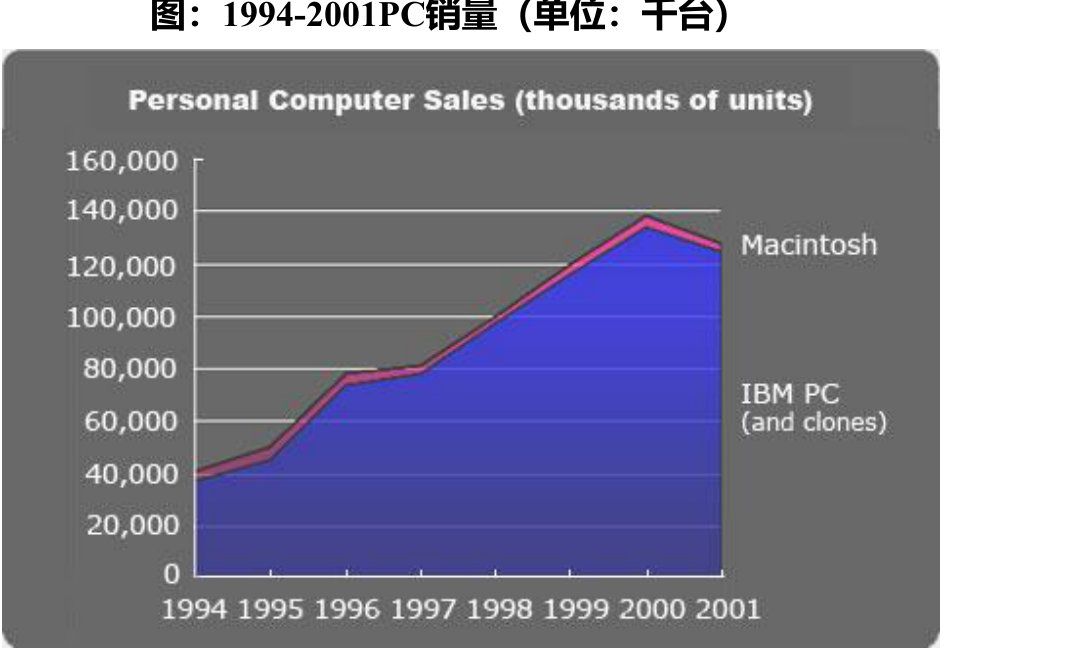 图：1994-2001PC销量（单位：千台）
Personal Computer Sales (thousands of units)
160,000
140,000
120,000
100,000
80,000
60,000
40,000
20,000
0
Macintosh
IBM PC
(and clones)
1994 1995 1996 1997 1998 1999 2000 2001